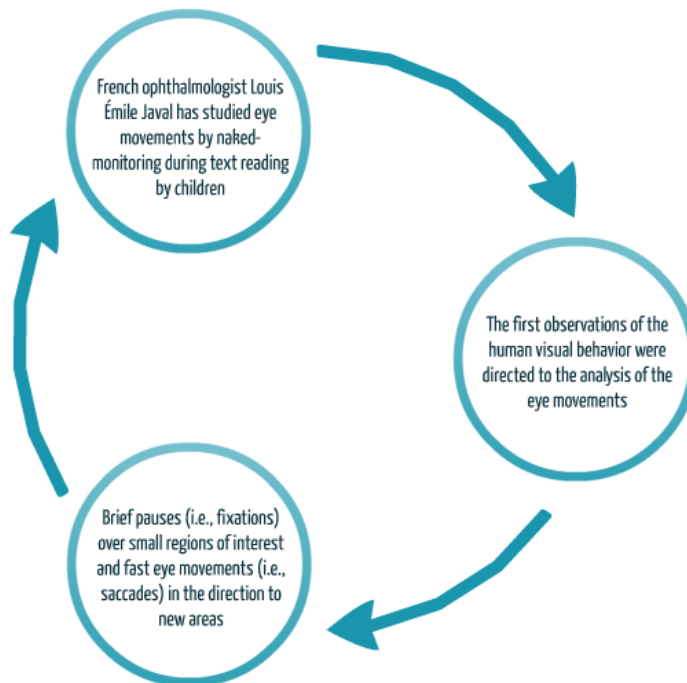 French ophthalmologist Louis
Émile Javal has studied eye
movements by naked-
monitoring during text reading
by children
The first observations of the
human visual behavior were
directed to the analysis of the
eye movements
Brief pauses (i.e., fixations)
over small regions of interest
and fast eye movements (i.e.,
saccades) in the direction to
new areas